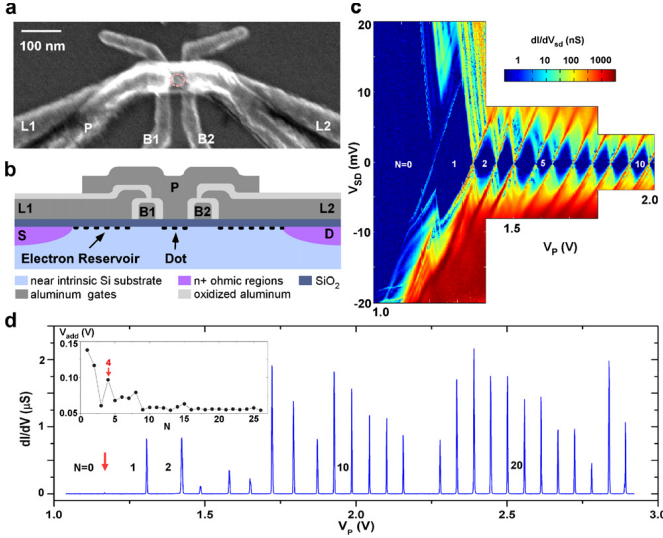 a
100 nm
L1
P
B1
B2
L2
b
P
L1
B1
B2
L2
S
D
Electron Reservoir
Dot
near intrinsic Si substrate
n+ ohmic regions
SiO2
aluminum gates
oxidized aluminum
c
dI/dVsd (nS)
1 10 100 1000
20
10
0
-10
-20
VSD (mV)
N=0
1
2
5
10
1.0
1.5
2.0
VP (V)
d
Vadd (V)
0.15
0.10
0.05
4
0 5 10 15 20 25
N
dI/dV (µS)
2
1
0
N=0
1
2
10
20
1.0 1.5 2.0 2.5 3.0
VP (V)